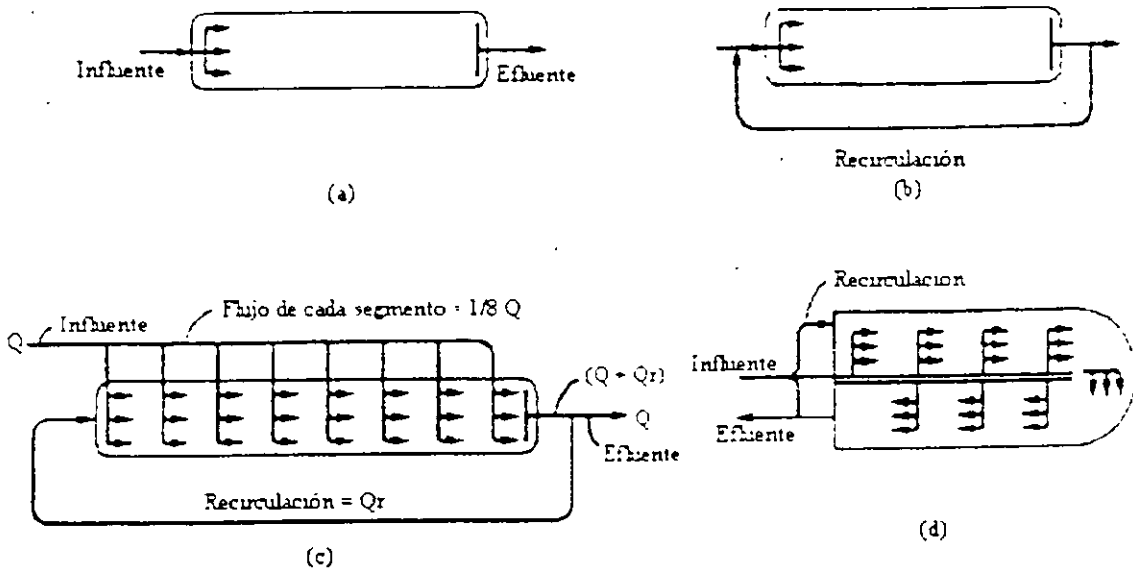 Influente
Efluente
(a)
Recirculación
(b)
Q
Influente
Flujo de cada segmento = 1/8 Q
(Q + Qr)
Q
Efluente
Recirculación = Qr
(c)
Recirculacion
Influente
Efluente
(d)